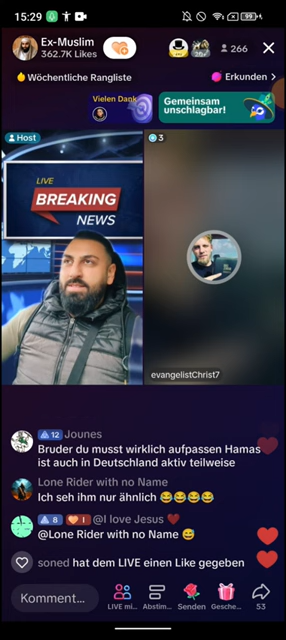 15:29
99+
Ex-Muslim
362.7K Likes
266
Wöchentliche Rangliste
Erkunden >
Vielen Dank
Gemeinsam
unschlagbar!
Host
3
LIVE
BREAKING
NEWS
evangelistChrist7
12 Jounes
Bruder du musst wirklich aufpassen Hamas
ist auch in Deutschland aktiv teilweise
Lone Rider with no Name
Ich seh ihm nur ähnlich 😂😂😂😂
8 I @I love Jesus ❤️
@Lone Rider with no Name 😅
soned hat dem LIVE einen Like gegeben
Komment...
LIVE mi...
Abstim...
Senden
Gesche...
53